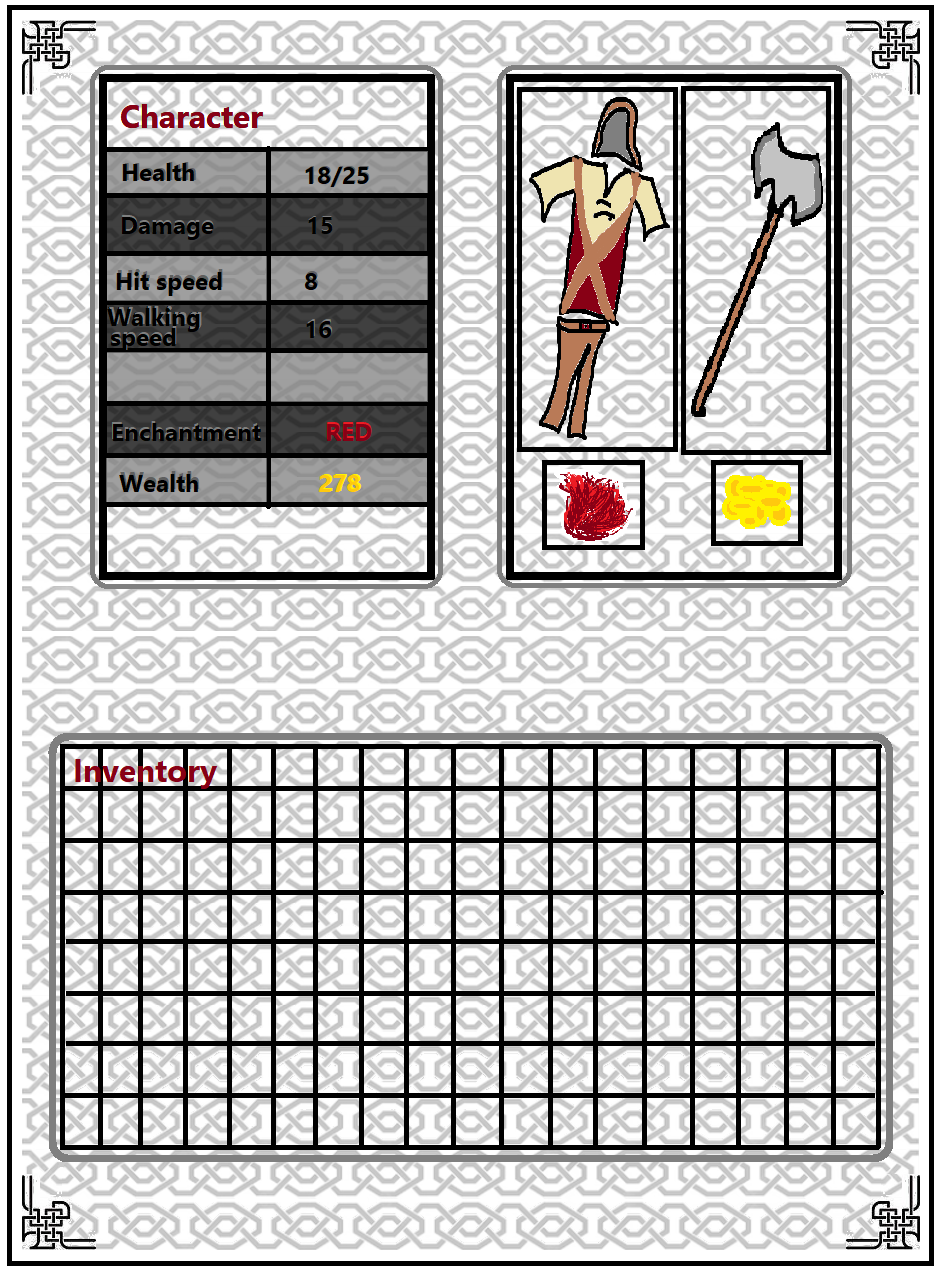 Character
Health 18/25
Damage 15
Hit speed 8
Walking
speed 16
Enchantment RED
Wealth 278
Inventory